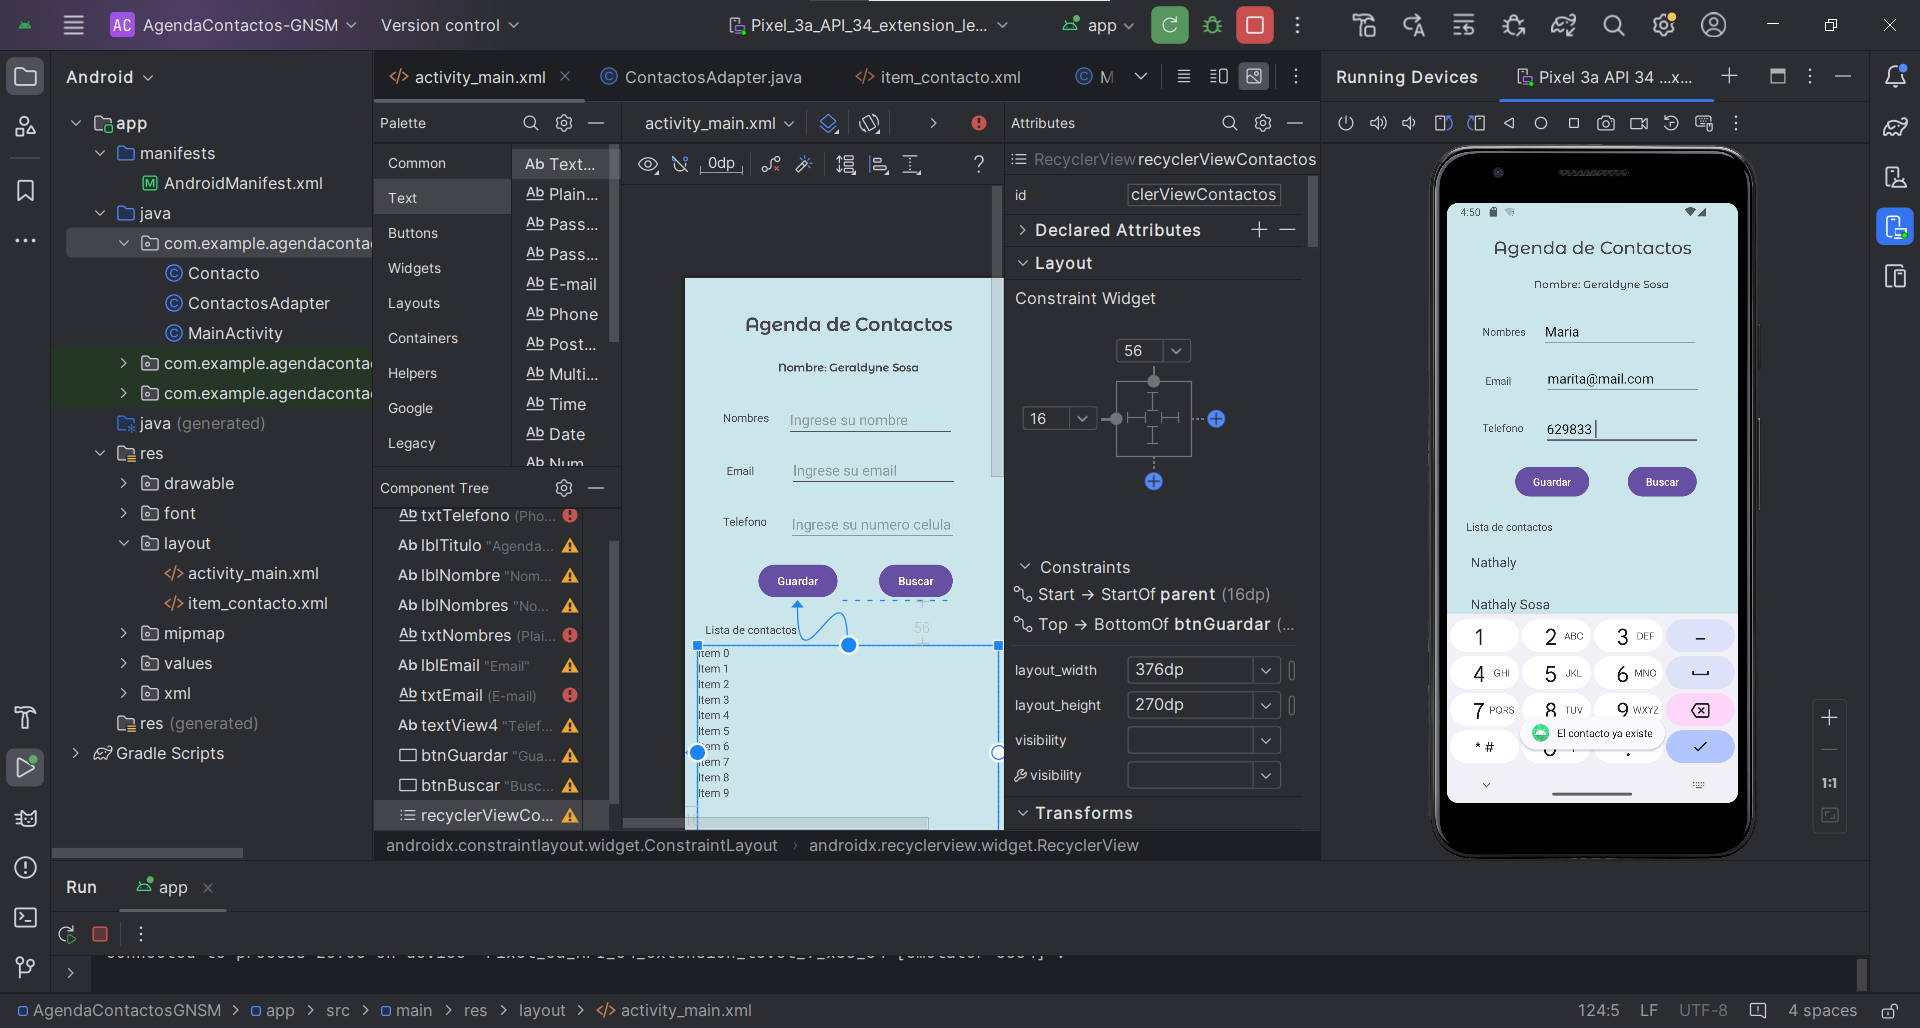 AC AgendaContactos-GNSM Version control Pixel_3a_API_34_extension_le... app
Android
activity_main.xml ContactosAdapter.java item_contacto.xml M
Running Devices Pixel 3a API 34 ...x...
app
manifests
AndroidManifest.xml
java
com.example.agendaconta
Contacto
ContactosAdapter
MainActivity
com.example.agendaconta
com.example.agendaconta
java (generated)
res
drawable
font
layout
activity_main.xml
item_contacto.xml
mipmap
values
xml
res (generated)
Gradle Scripts
Palette
Common
Text
Buttons
Widgets
Layouts
Containers
Helpers
Google
Legacy
Ab Text...
Ab Plain...
Ab Pass...
Ab Pass...
Ab E-mail
Ab Phone
Ab Post...
Ab Multi...
Ab Time
Ab Date
Ab Num
Component Tree
Ab txtTelefono (Pho...
Ab lblTitulo "Agenda...
Ab lblNombre "Nom...
Ab lblNombres "No...
Ab txtNombres (Plai...
Ab lblEmail "Email"
Ab txtEmail (E-mail)
Ab textView4 "Telef...
btnGuardar "Gua...
btnBuscar "Busc...
recyclerViewCo...
activity_main.xml
0dp
?
Agenda de Contactos
Nombre: Geraldyne Sosa
Nombres Ingrese su nombre
Email Ingrese su email
Telefono Ingrese su numero celula
Guardar Buscar
Lista de contactos
56
Item 0
Item 1
Item 2
Item 3
Item 4
Item 5
Item 6
Item 7
Item 8
Item 9
16
androidx.constraintlayout.widget.ConstraintLayout › androidx.recyclerview.widget.RecyclerView
Attributes
RecyclerView recyclerViewContactos
id clerViewContactos
Declared Attributes
Layout
Constraint Widget
56
16
Constraints
Start → StartOf parent (16dp)
Top → BottomOf btnGuardar (...
layout_width 376dp
layout_height 270dp
visibility
visibility
Transforms
4:50
Agenda de Contactos
Nombre: Geraldyne Sosa
Nombres Maria
Email marita@mail.com
Telefono 629833
Guardar Buscar
Lista de contactos
Nathaly
Nathaly Sosa
1 2 ABC 3 DEF –
4 GHI 5 JKL 6 MNO
7 PQRS 8 TUV 9 WXYZ
* # 0 + .
El contacto ya existe
1:1
Run app
AgendaContactosGNSM > app > src > main > res > layout > activity_main.xml
124:5 LF UTF-8 4 spaces